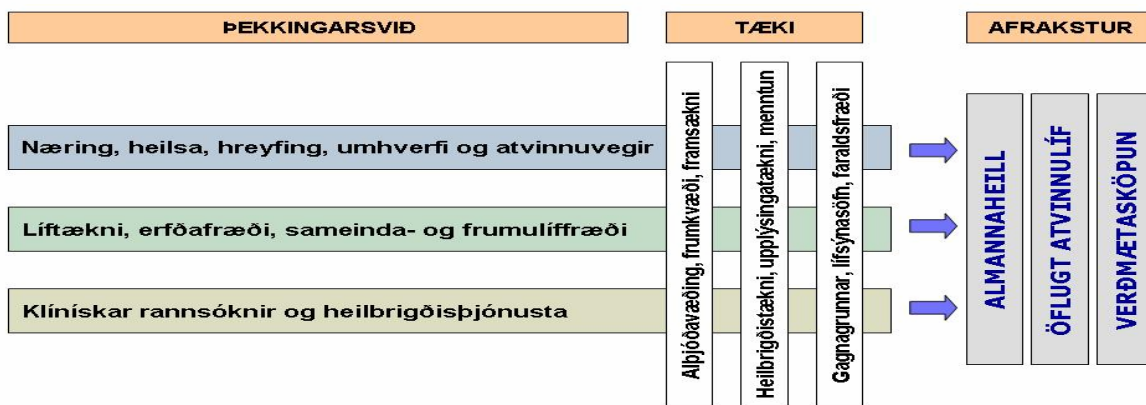 ÞEKKINGARSVIÐ
TÆKI
AFRAKSTUR
Næring, heilsa, hreyfing, umhverfi og atvinnuvegir
Líftækni, erfðafræði, sameinda- og frumulíffræði
Klínískar rannsóknir og heilbrigðisþjónusta
Alþjóðavæðing, frumkvæði, framsækni
Heilbrigðistækni, upplýsingatækni, menntun
Gagnagrunnar, lífsýnasöfn, faraldsfræði
ALMANNAHEILL
ÖFLUGT ATVINNULÍF
VERÐMÆTASKÖPUN